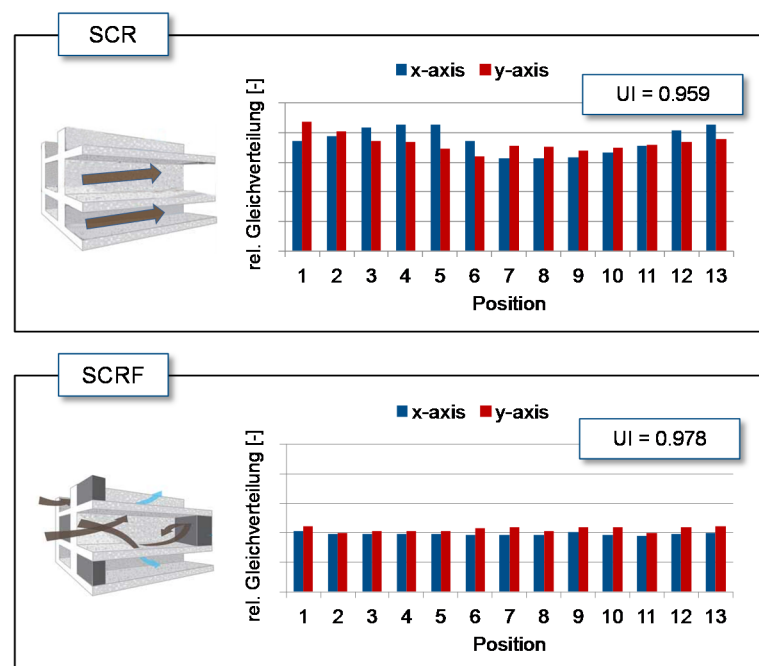 SCR
x-axis y-axis
UI = 0.959
rel. Gleichverteilung [-]
1 2 3 4 5 6 7 8 9 10 11 12 13
Position
SCRF
x-axis y-axis
UI = 0.978
rel. Gleichverteilung [-]
1 2 3 4 5 6 7 8 9 10 11 12 13
Position